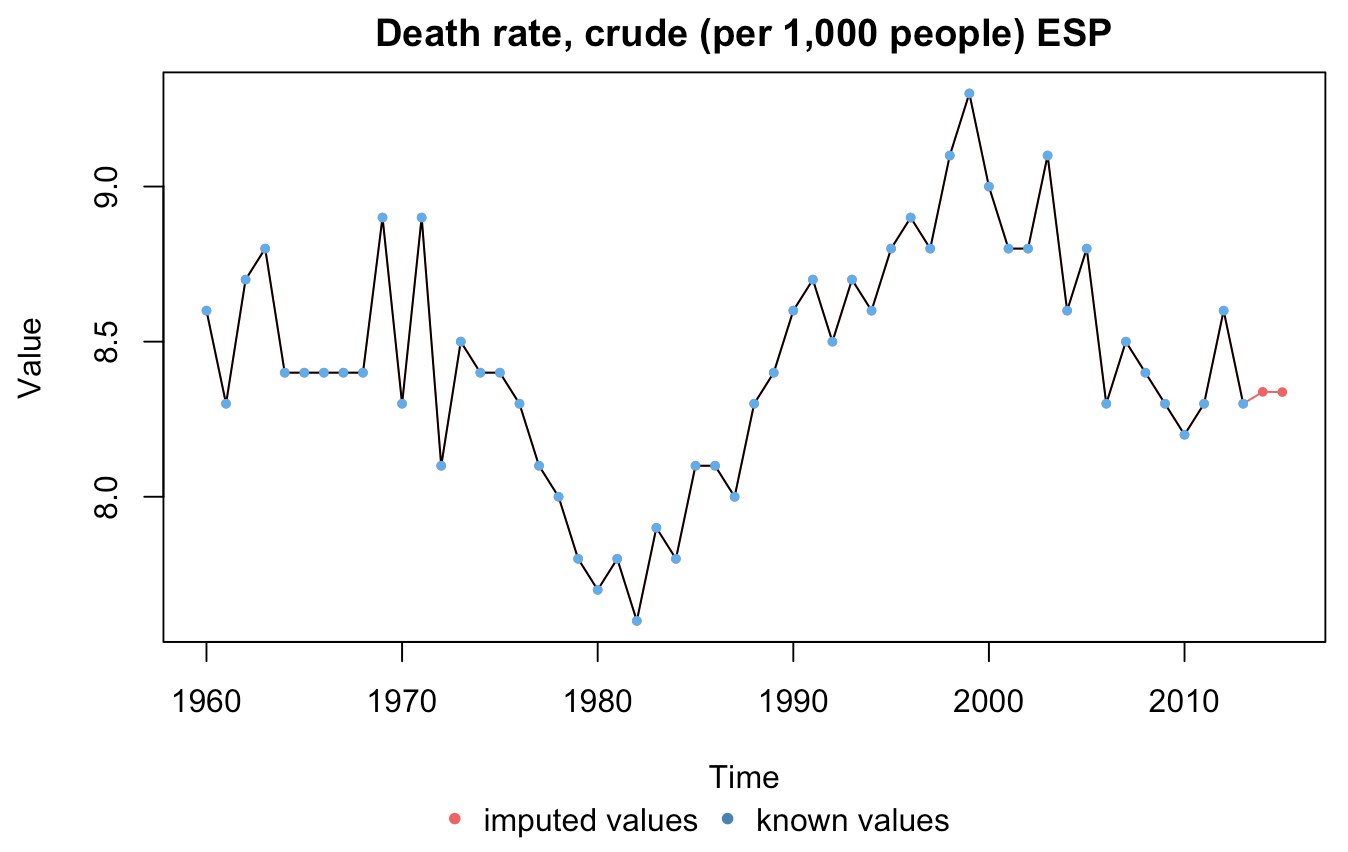 Death rate, crude (per 1,000 people) ESP
Value
9.0
8.5
8.0
1960 1970 1980 1990 2000 2010
Time
imputed values known values